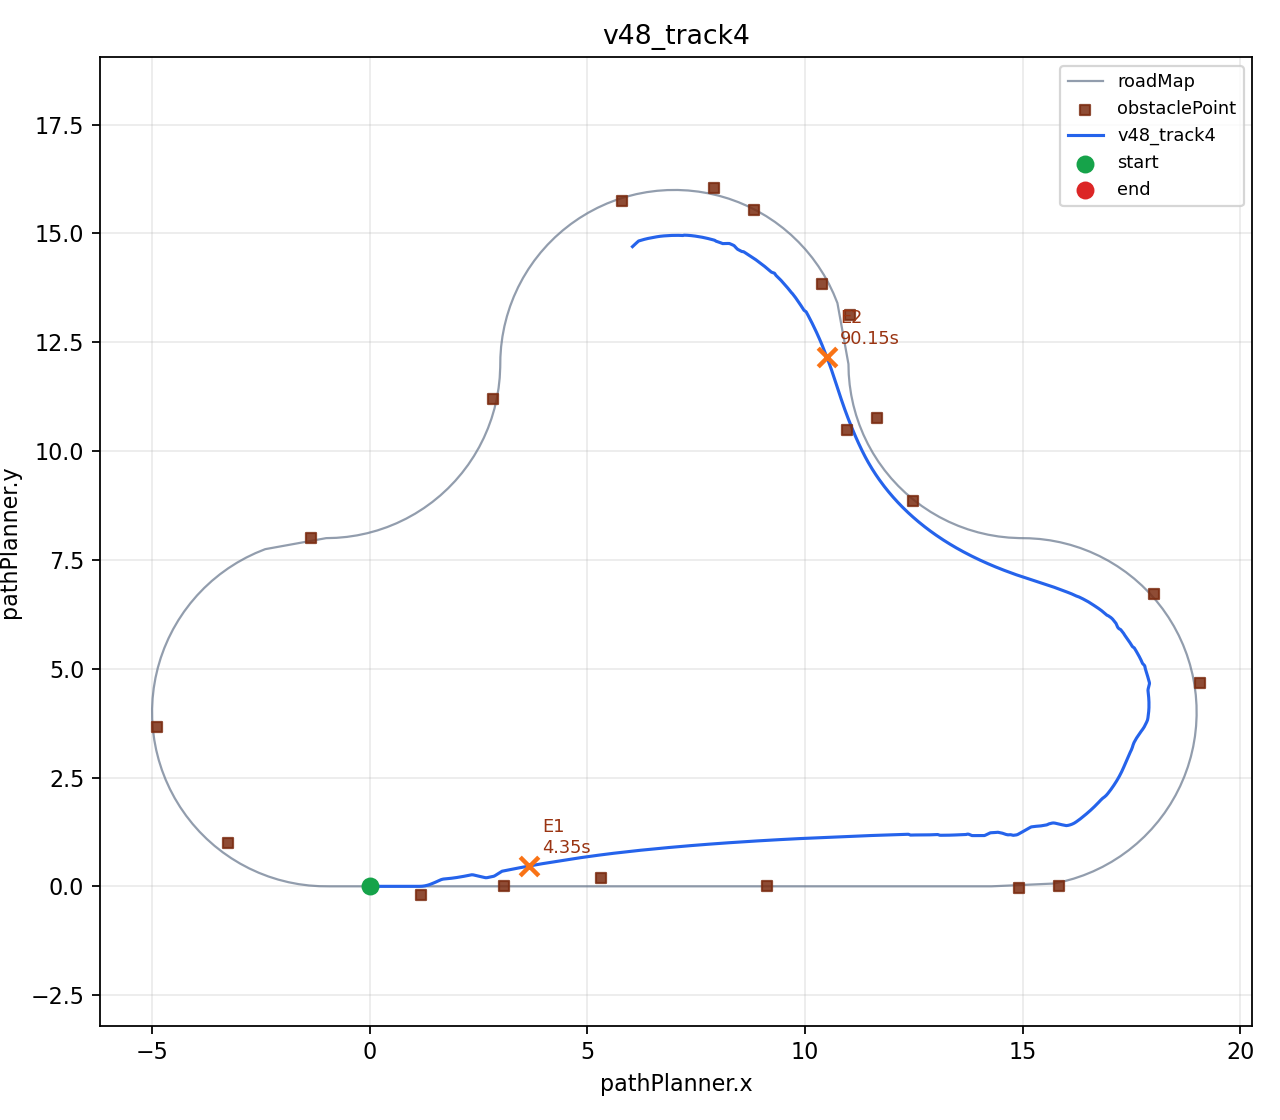 v48_track4
roadMap
obstaclePoint
v48_track4
start
end
17.5
15.0
12.5
10.0
7.5
5.0
2.5
0.0
−2.5
E2
90.15s
E1
4.35s
−5
0
5
10
15
20
pathPlanner.x
pathPlanner.y